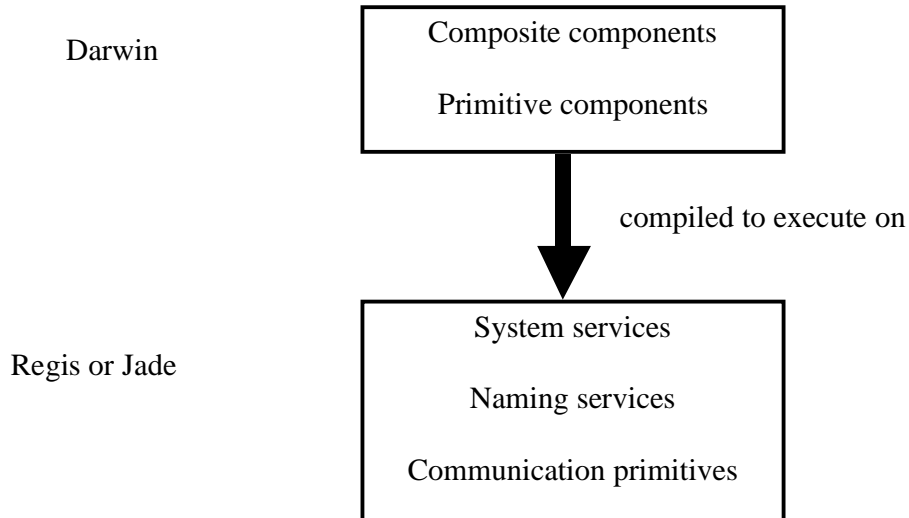 Composite components
Darwin
Primitive components
compiled to execute on
System services
Regis or Jade
Naming services
Communication primitives